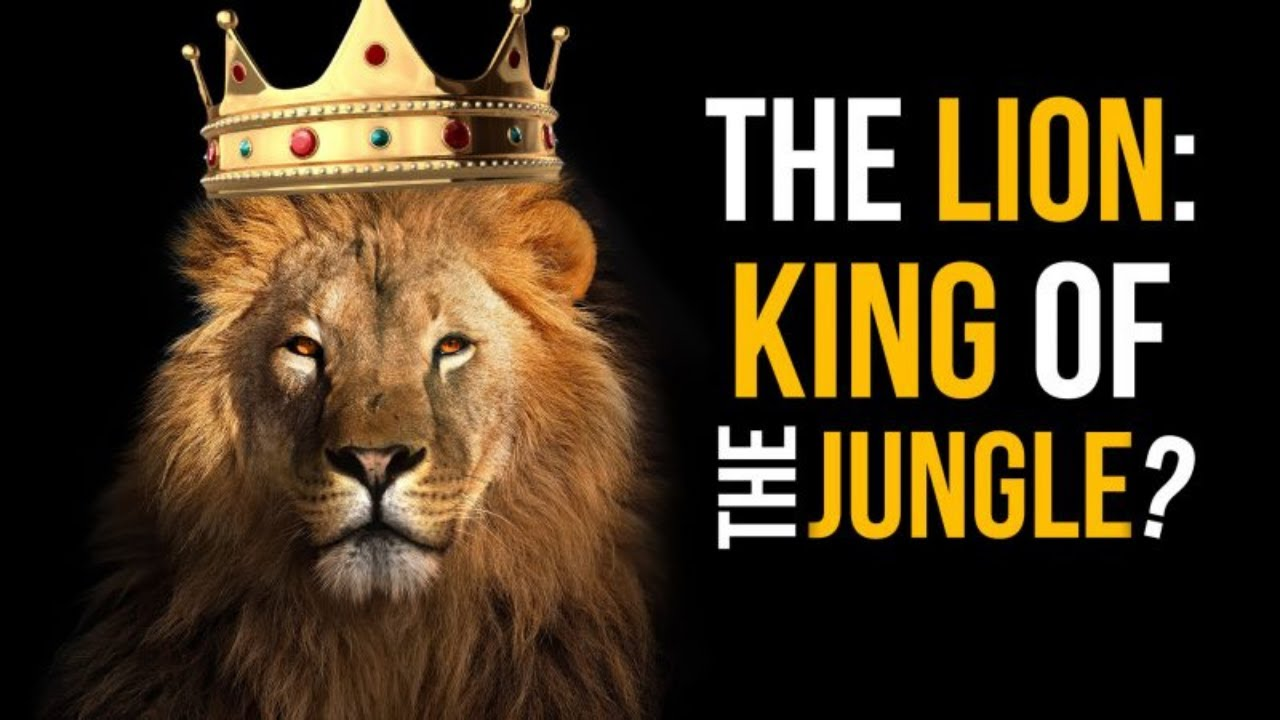 THE LION:
KING OF
THE JUNGLE?